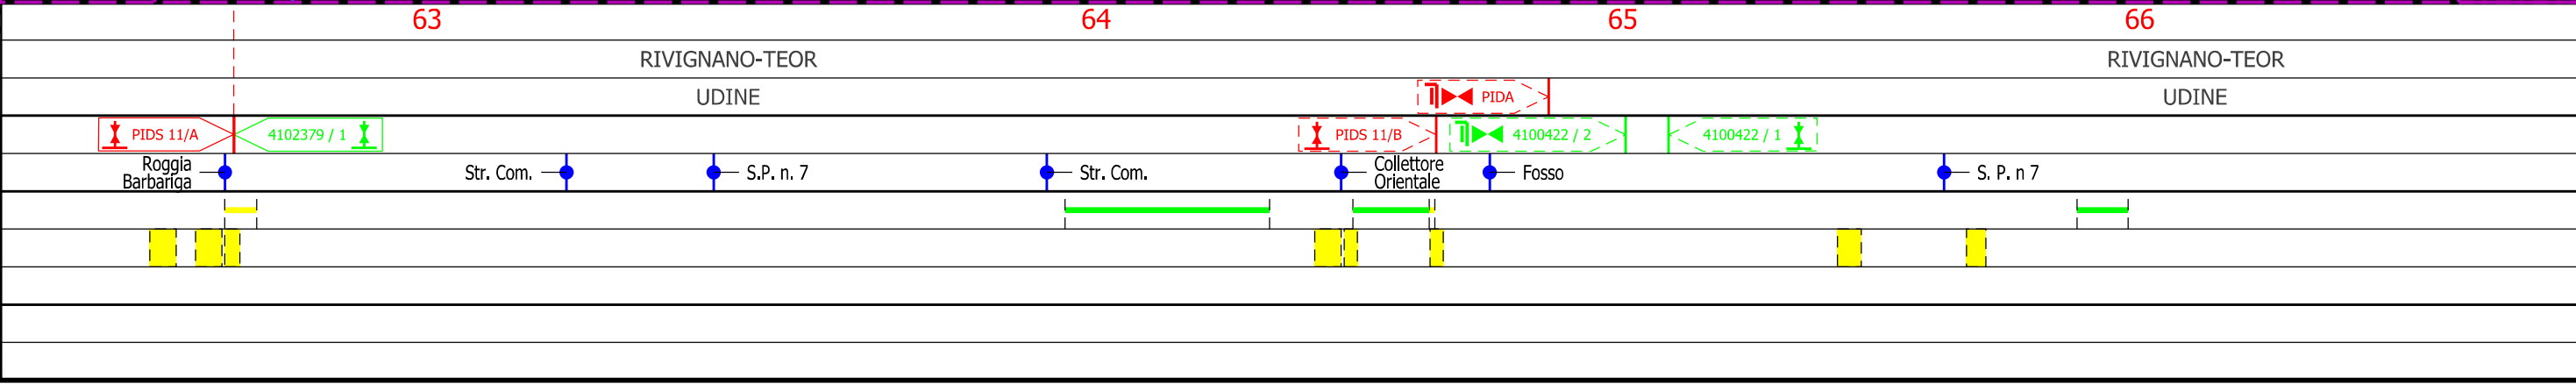 63 64 65 66
RIVIGNANO-TEOR RIVIGNANO-TEOR
PIDA
UDINE UDINE
PIDS 11/A 4102379 / 1 PIDS 11/B 4100422 / 2 4100422 / 1
Roggia
Barbariga
Str. Com.
S.P. n. 7
Str. Com.
Collettore
Orientale
Fosso
S. P. n 7